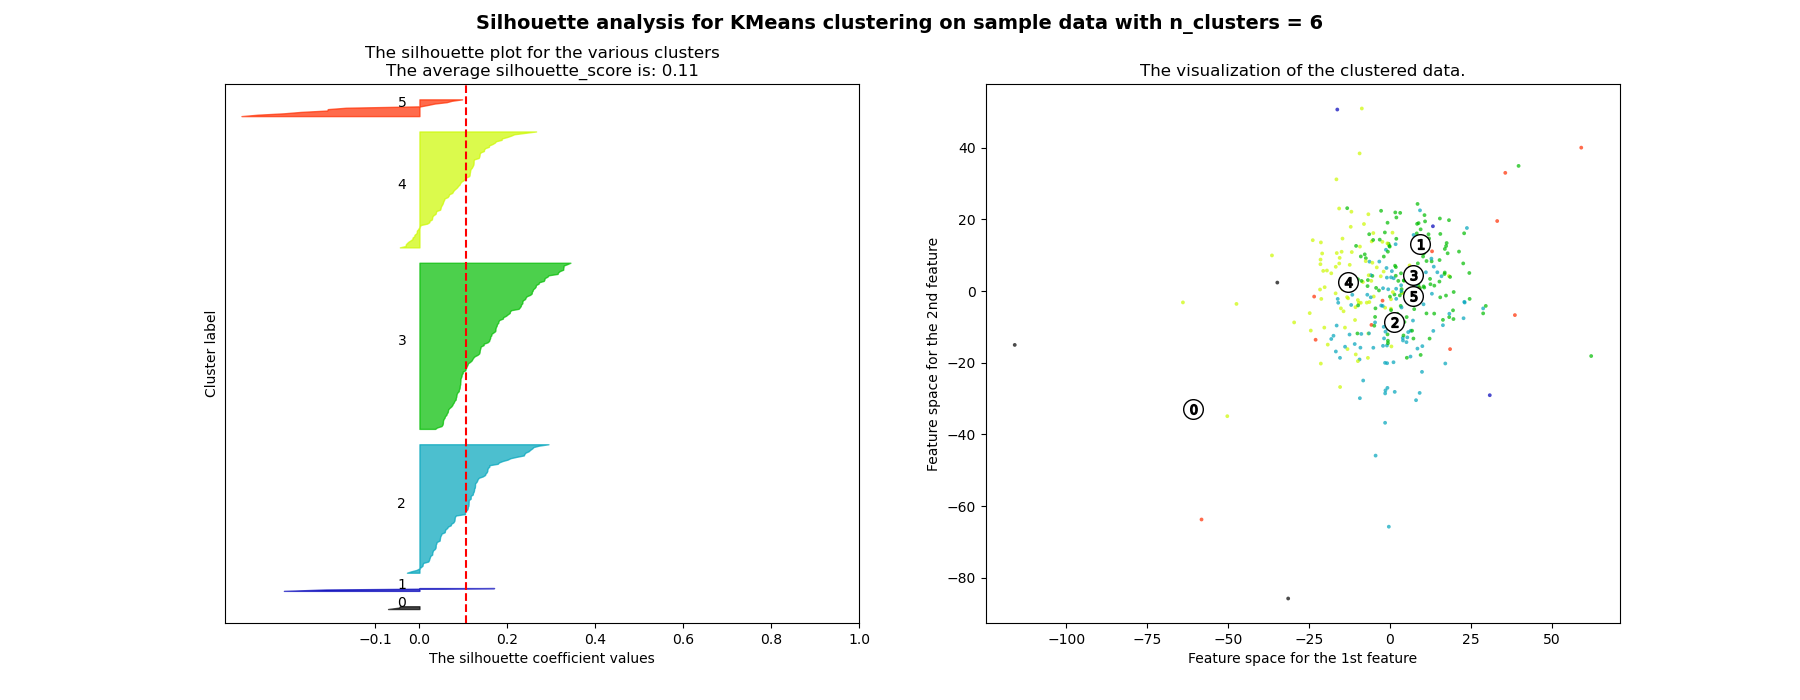 Silhouette analysis for KMeans clustering on sample data with n_clusters = 6
The silhouette plot for the various clusters
The average silhouette_score is: 0.11
5
4
3
2
1
0
Cluster label
−0.1 0.0 0.2 0.4 0.6 0.8 1.0
The silhouette coefficient values
The visualization of the clustered data.
40
20
0
−20
−40
−60
−80
Feature space for the 2nd feature
1
3
4
5
2
0
−100 −75 −50 −25 0 25 50
Feature space for the 1st feature